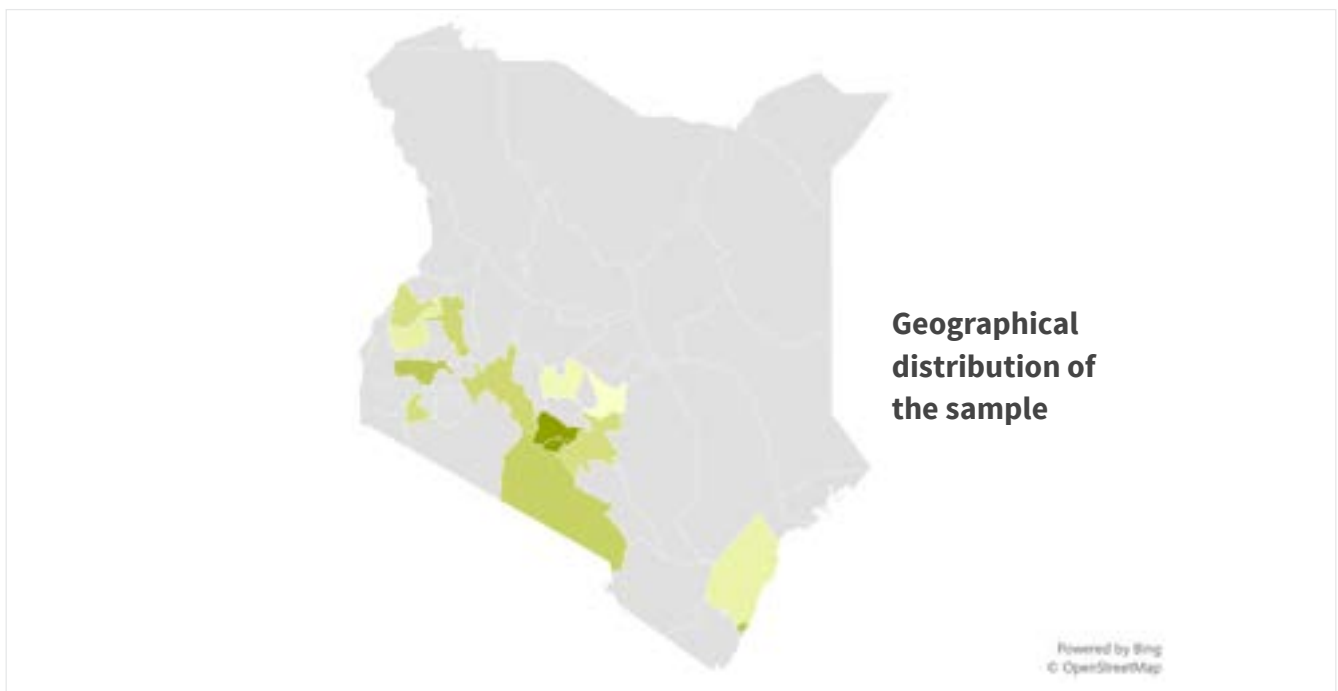 Geographical
distribution of
the sample
Powered by Bing
© OpenStreetMap